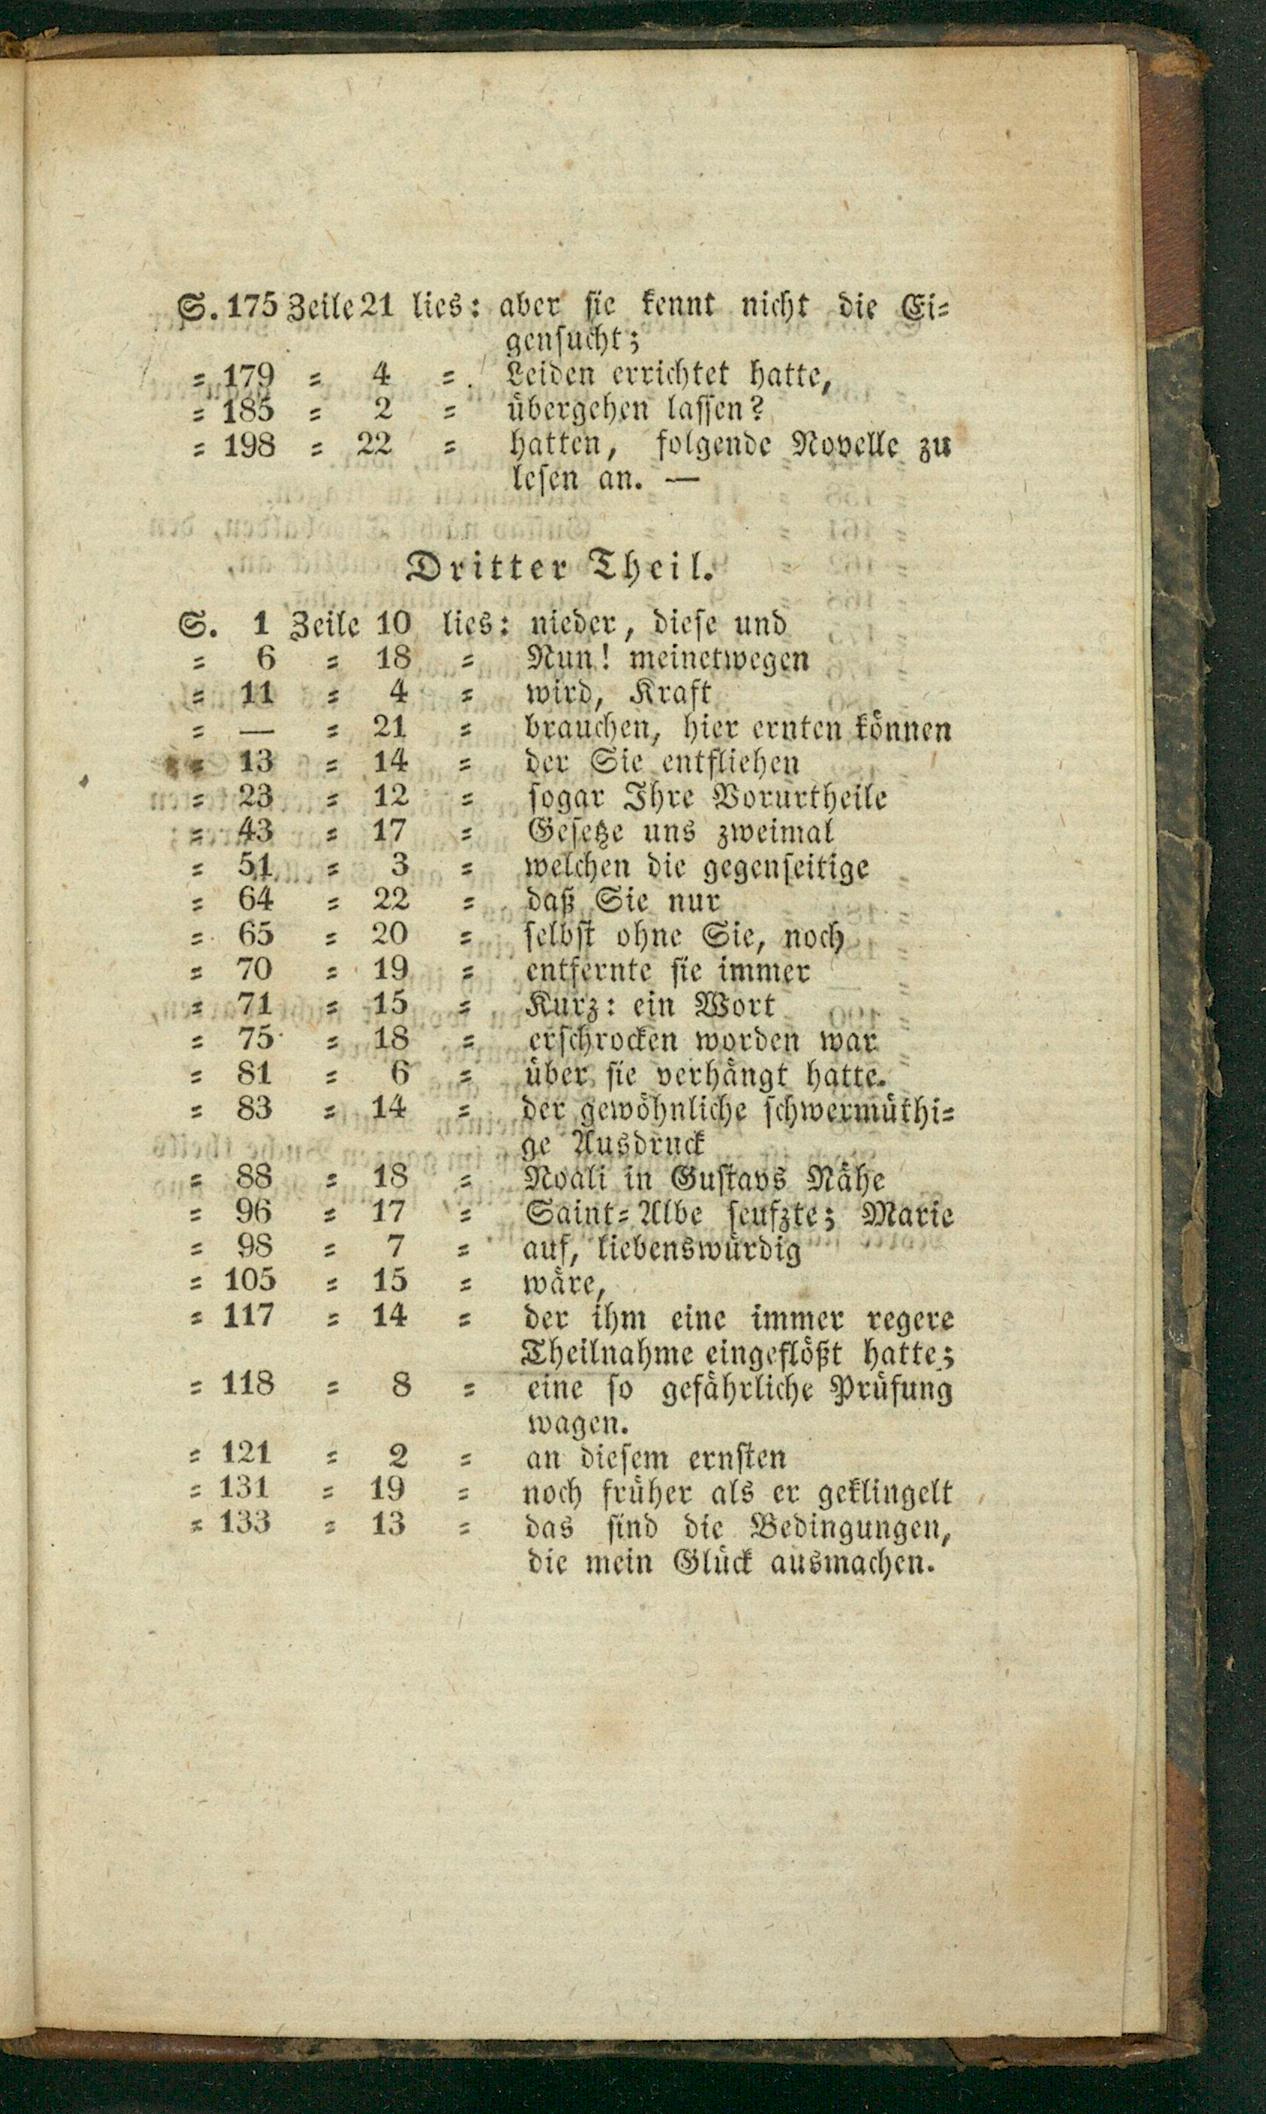 S. 175 Zeile 21 lies: aber sie kennt nicht die Ei=
gensucht;
= 179 = 4 = Leiden errichtet hatte,
= 185 = 2 = übergehen lassen?
= 198 = 22 = hatten, folgende Novelle zu
lesen an. —
Dritter Theil.
S. 1 Zeile 10 lies: nieder, diese und
= 6 = 18 = Nun! meinetwegen
= 11 = 4 = wird, Kraft
= — = 21 = brauchen, hier ernten können
= 13 = 14 = der Sie entfliehen
= 23 = 12 = sogar Ihre Vorurtheile
= 43 = 17 = Gesetze uns zweimal
= 51 = 3 = welchen die gegenseitige
= 64 = 22 = daß Sie nur
= 65 = 20 = selbst ohne Sie, noch
= 70 = 19 = entfernte sie immer
= 71 = 15 = Kurz: ein Wort
= 75 = 18 = erschrocken worden war
= 81 = 6 = über sie verhängt hatte.
= 83 = 14 = der gewöhnliche schwermüthi=
ge Ausdruck
= 88 = 18 = Noali in Gustavs Nähe
= 96 = 17 = Saint=Albe seufzte; Marie
= 98 = 7 = auf, liebenswürdig
= 105 = 15 = wäre,
= 117 = 14 = der ihm eine immer regere
Theilnahme eingeflößt hatte;
= 118 = 8 = eine so gefährliche Prüfung
wagen.
= 121 = 2 = an diesem ernsten
= 131 = 19 = noch früher als er geklingelt
= 133 = 13 = das sind die Bedingungen,
die mein Glück ausmachen.